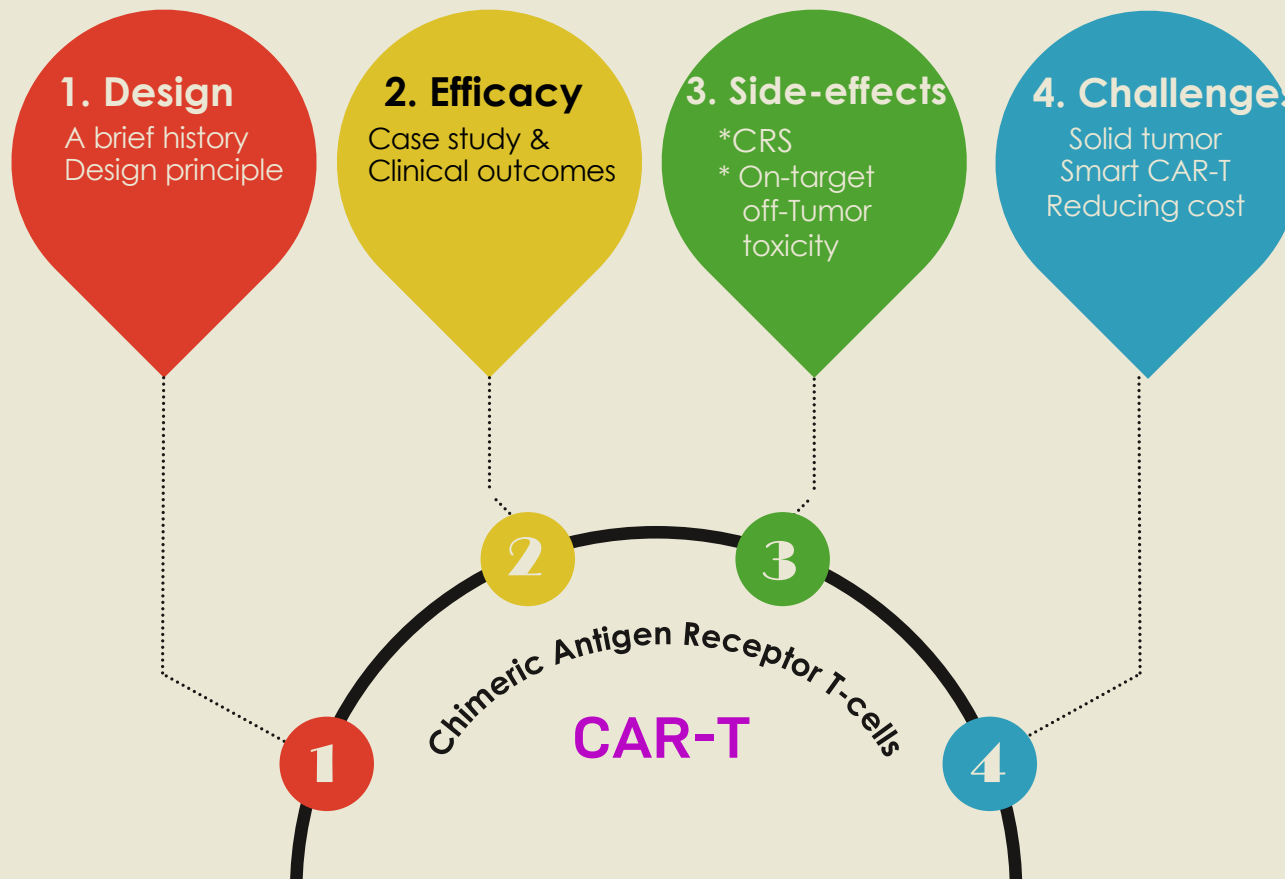 1. Design
A brief history
Design principle
2. Efficacy
Case study &
Clinical outcomes
3. Side-effects
*CRS
* On-target
off-Tumor
toxicity
4. Challenges
Solid tumor
Smart CAR-T
Reducing cost
2
3
Chimeric Antigen Receptor T-cells
CAR-T
1
4